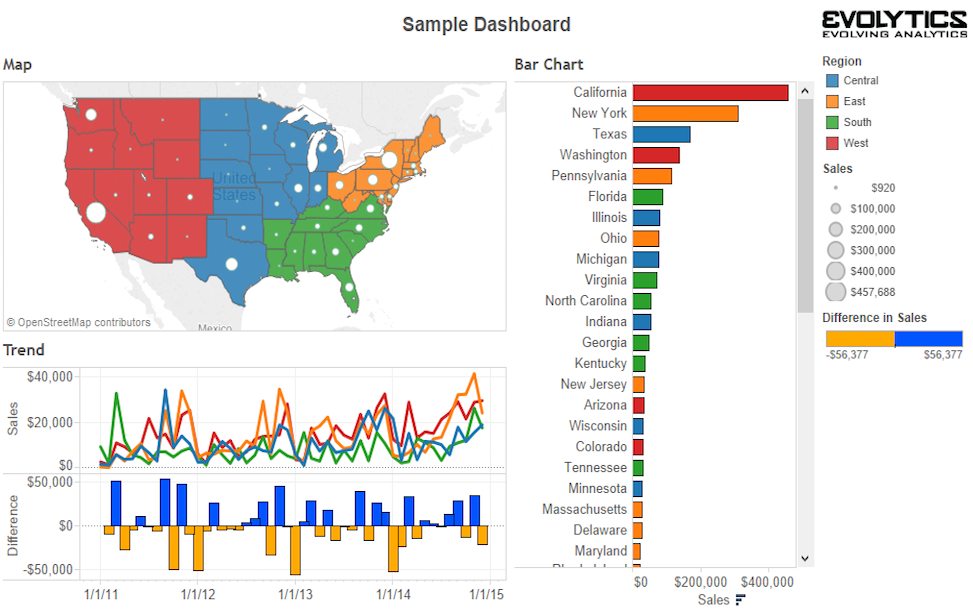 Sample Dashboard
EVOLYTICS
EVOLVING ANALYTICS
Map
United
States
Mexico
© OpenStreetMap contributors
Trend
Sales
$40,000
$20,000
$0
Difference
$50,000
$0
-$50,000
1/1/11
1/1/12
1/1/13
1/1/14
1/1/15
Bar Chart
California
New York
Texas
Washington
Pennsylvania
Florida
Illinois
Ohio
Michigan
Virginia
North Carolina
Indiana
Georgia
Kentucky
New Jersey
Arizona
Wisconsin
Colorado
Tennessee
Minnesota
Massachusetts
Delaware
Maryland
$0
$200,000
$400,000
Sales
Region
Central
East
South
West
Sales
$920
$100,000
$200,000
$300,000
$400,000
$457,688
Difference in Sales
-$56,377
$56,377